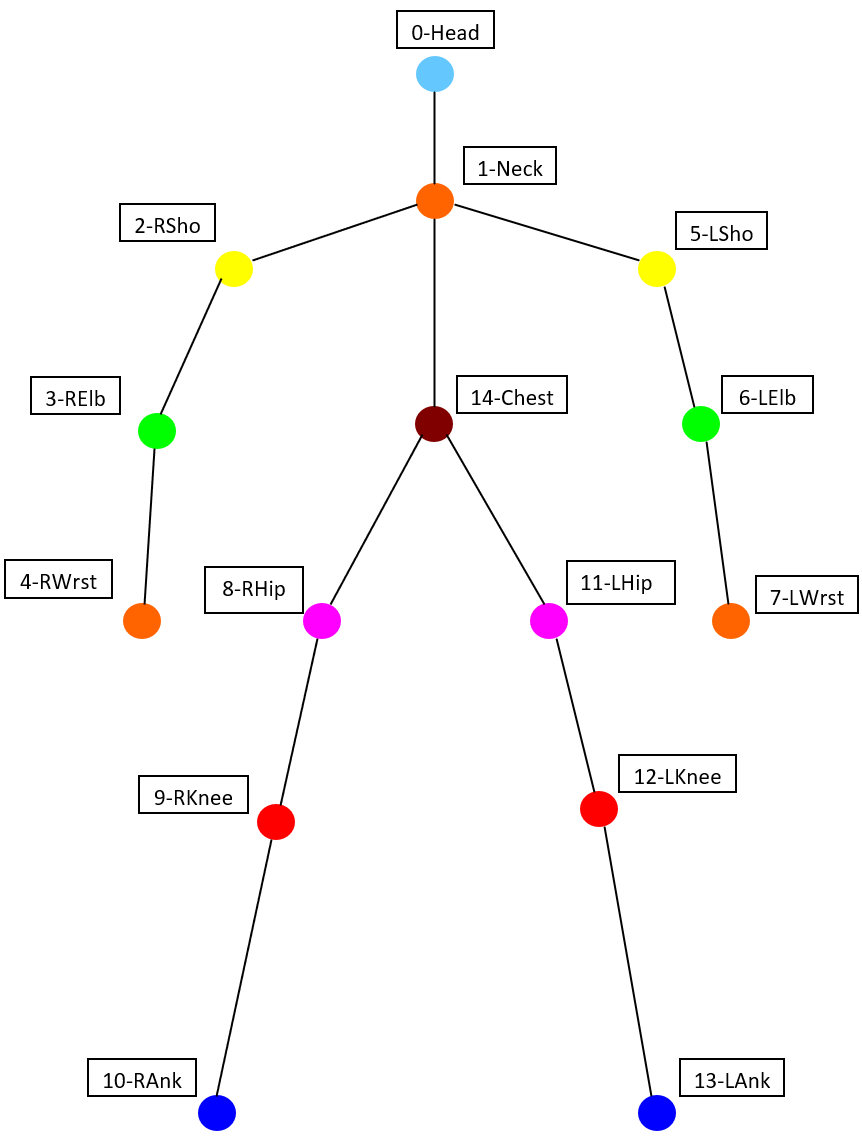 0-Head
1-Neck
2-RSho
5-LSho
3-RElb
14-Chest
6-LElb
4-RWrst
8-RHip
11-LHip
7-LWrst
9-RKnee
12-LKnee
10-RAnk
13-LAnk